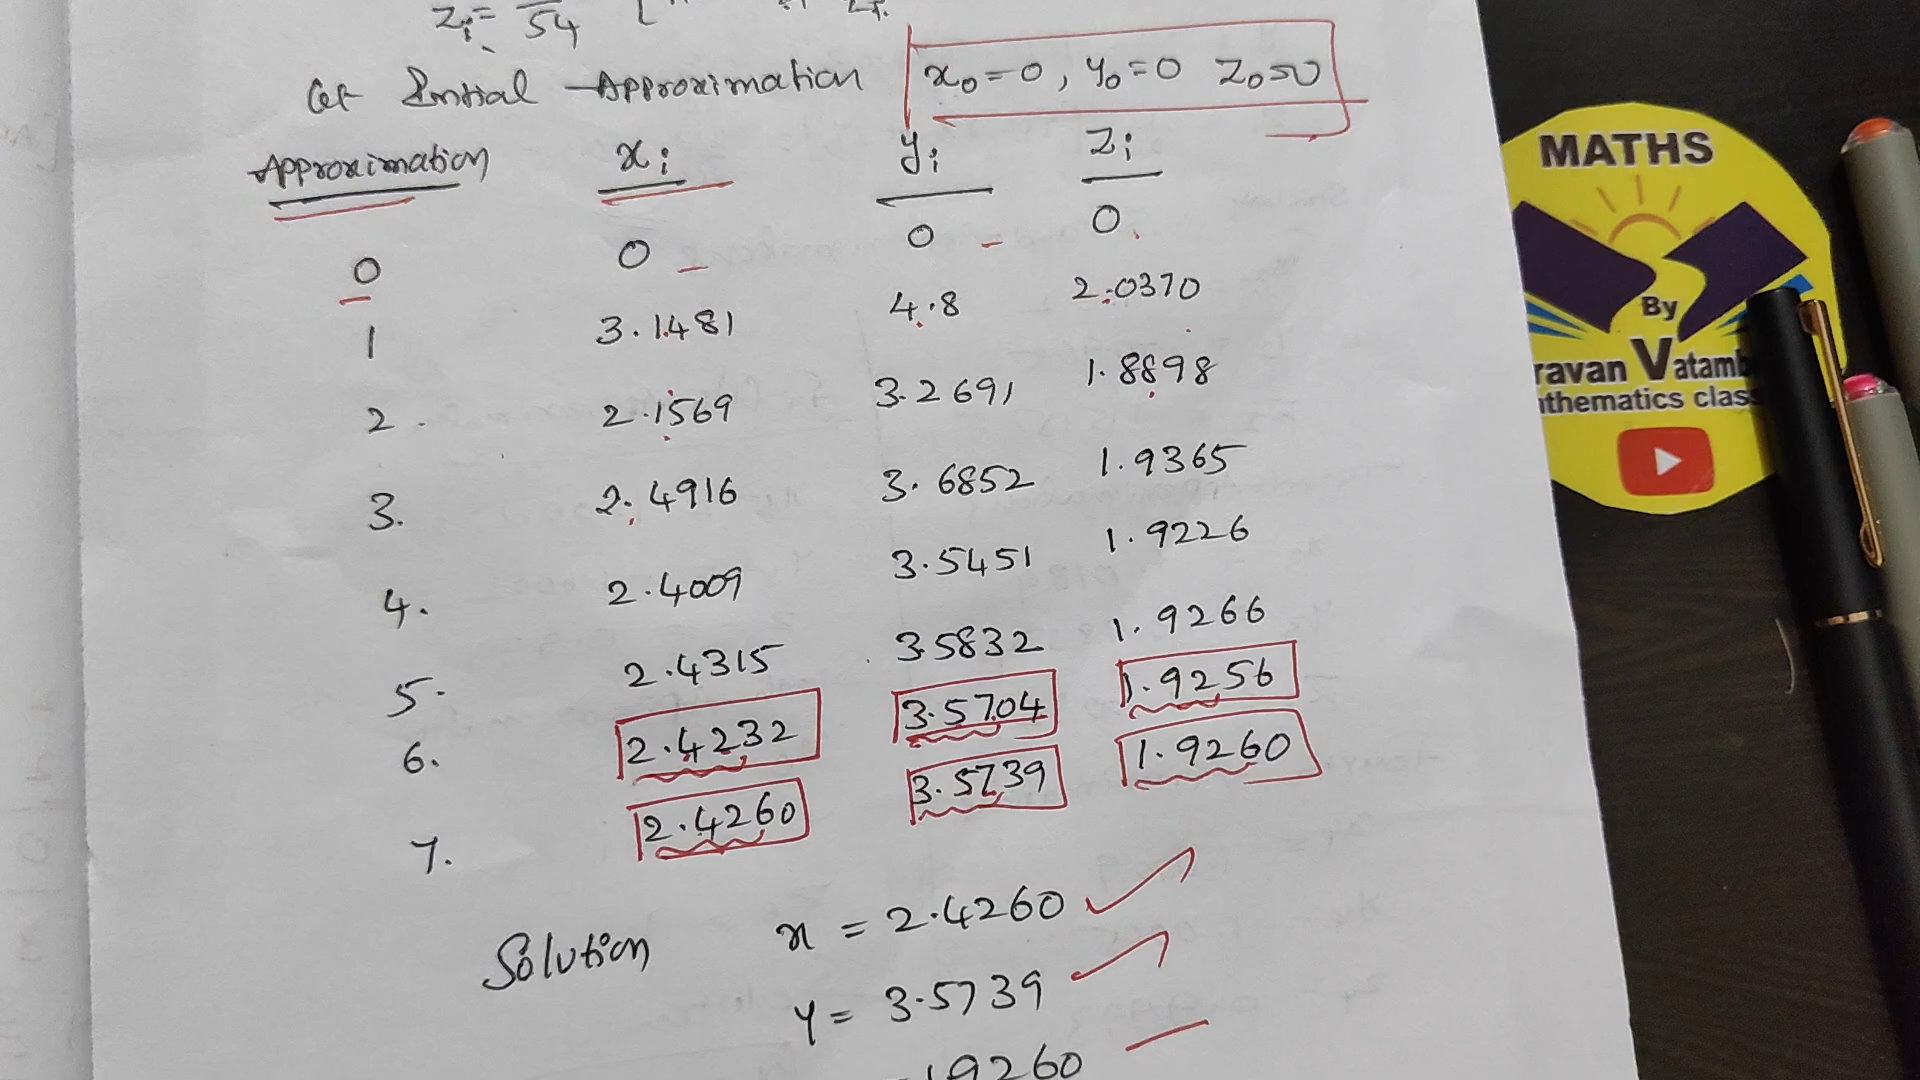 Zi = 54 [
let Initial Approximation x0=0, y0=0 Z0=0
Approximation xi yi Zi
0 0 0 0
1 3.1481 4.8 2.0370
2. 2.1569 3.2691 1.8898
3. 2.4916 3.6852 1.9365
4. 2.4009 3.5451 1.9226
5. 2.4315 3.5832 1.9266
6. 2.4232 3.5704 1.9256
7. 2.4260 3.5739 1.9260
Solution x = 2.4260
y = 3.5739
1.9260
MATHS
By
ravan Vatamb
thematics class